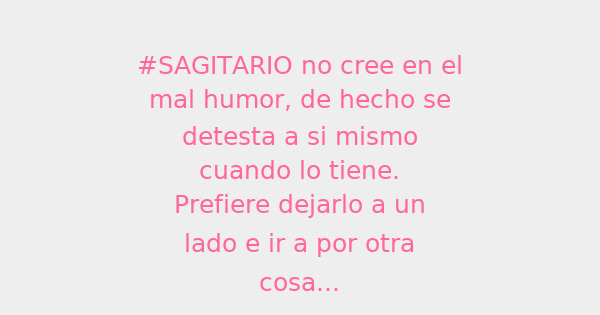 #SAGITARIO no cree en el
mal humor, de hecho se
detesta a si mismo
cuando lo tiene.
Prefiere dejarlo a un
lado e ir a por otra
cosa...